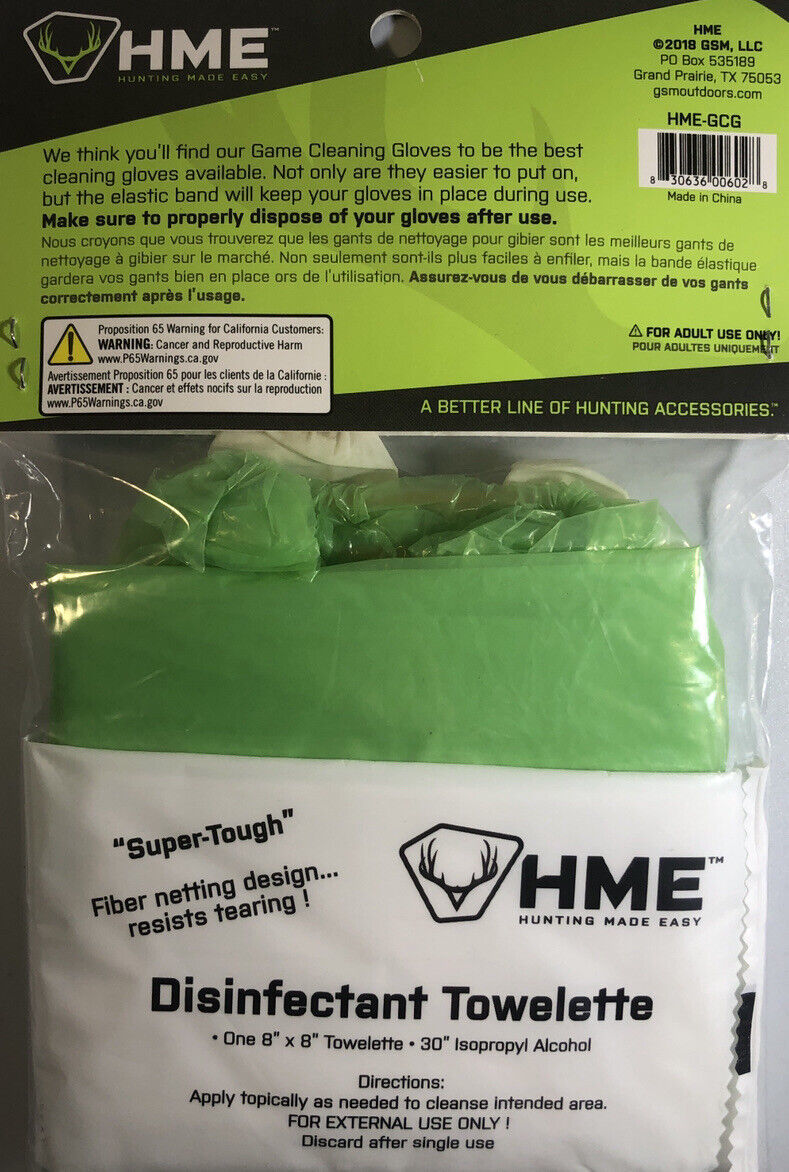 HME™
HUNTING MADE EASY
HME
©2018 GSM, LLC
PO Box 535189
Grand Prairie, TX 75053
gsmoutdoors.com
HME-GCG
8 30636 00602 8
Made in China
We think you'll find our Game Cleaning Gloves to be the best
cleaning gloves available. Not only are they easier to put on,
but the elastic band will keep your gloves in place during use.
Make sure to properly dispose of your gloves after use.
Nous croyons que vous trouverez que les gants de nettoyage pour gibier sont les meilleurs gants de
nettoyage à gibier sur le marché. Non seulement sont-ils plus faciles à enfiler, mais la bande élastique
gardera vos gants bien en place ors de l'utilisation. Assurez-vous de vous débarrasser de vos gants
correctement après l'usage.
Proposition 65 Warning for California Customers:
WARNING: Cancer and Reproductive Harm
www.P65Warnings.ca.gov
Avertissement Proposition 65 pour les clients de la Californie :
AVERTISSEMENT : Cancer et effets nocifs sur la reproduction
www.P65Warnings.ca.gov
⚠ FOR ADULT USE ONLY!
POUR ADULTES UNIQUEMENT
A BETTER LINE OF HUNTING ACCESSORIES.™
"Super-Tough"
Fiber netting design...
resists tearing !
HME™
HUNTING MADE EASY
Disinfectant Towelette
• One 8" x 8" Towelette • 30" Isopropyl Alcohol
Directions:
Apply topically as needed to cleanse intended area.
FOR EXTERNAL USE ONLY !
Discard after single use